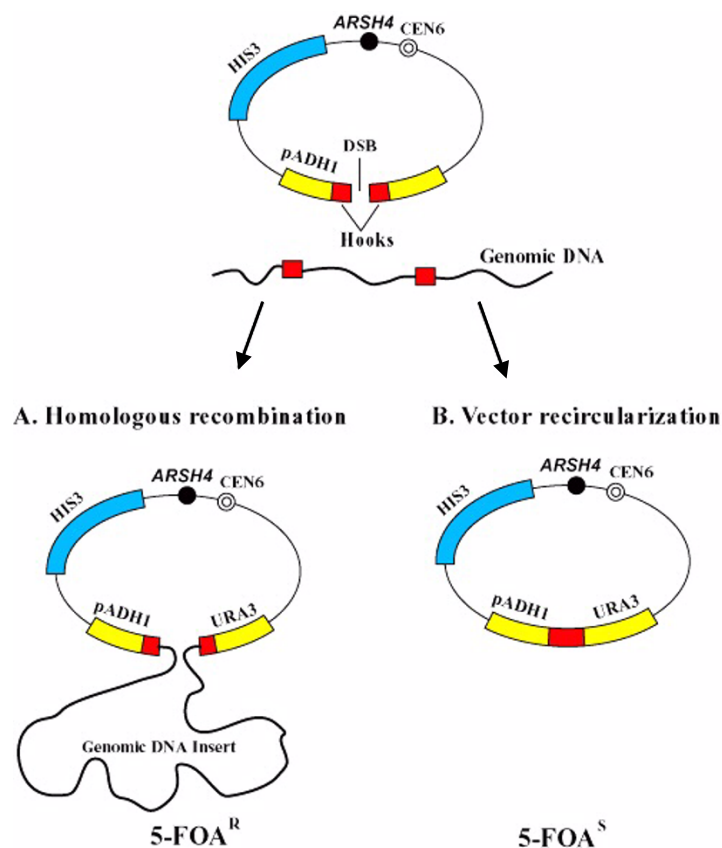 ARSH4
CEN6
HIS3
DSB
pADH1
Hooks
Genomic DNA
A. Homologous recombination
B. Vector recircularization
ARSH4
CEN6
HIS3
pADH1
URA3
Genomic DNA Insert
5-FOA^R
ARSH4
CEN6
HIS3
pADH1
URA3
5-FOA^S